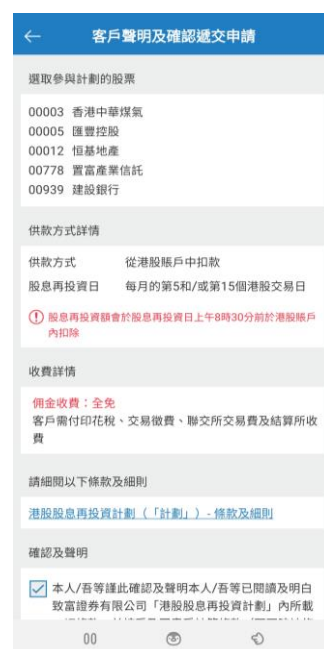 ← 客戶聲明及確認遞交申請
選取參與計劃的股票
00003 香港中華煤氣
00005 匯豐控股
00012 恒基地產
00778 置富產業信託
00939 建設銀行
供款方式詳情
供款方式 從港股賬戶中扣款
股息再投資日 每月的第5和/或第15個港股交易日
股息再投資額會於股息再投資日上午8時30分前於港股賬戶
內扣除
收費詳情
佣金收費：全免
客戶需付印花稅、交易徵費、聯交所交易費及結算所收
費
請細閱以下條款及細則
港股股息再投資計劃（「計劃」）- 條款及細則
確認及聲明
本人/吾等謹此確認及聲明本人/吾等已閱讀及明白
致富證券有限公司「港股股息再投資計劃」內所載